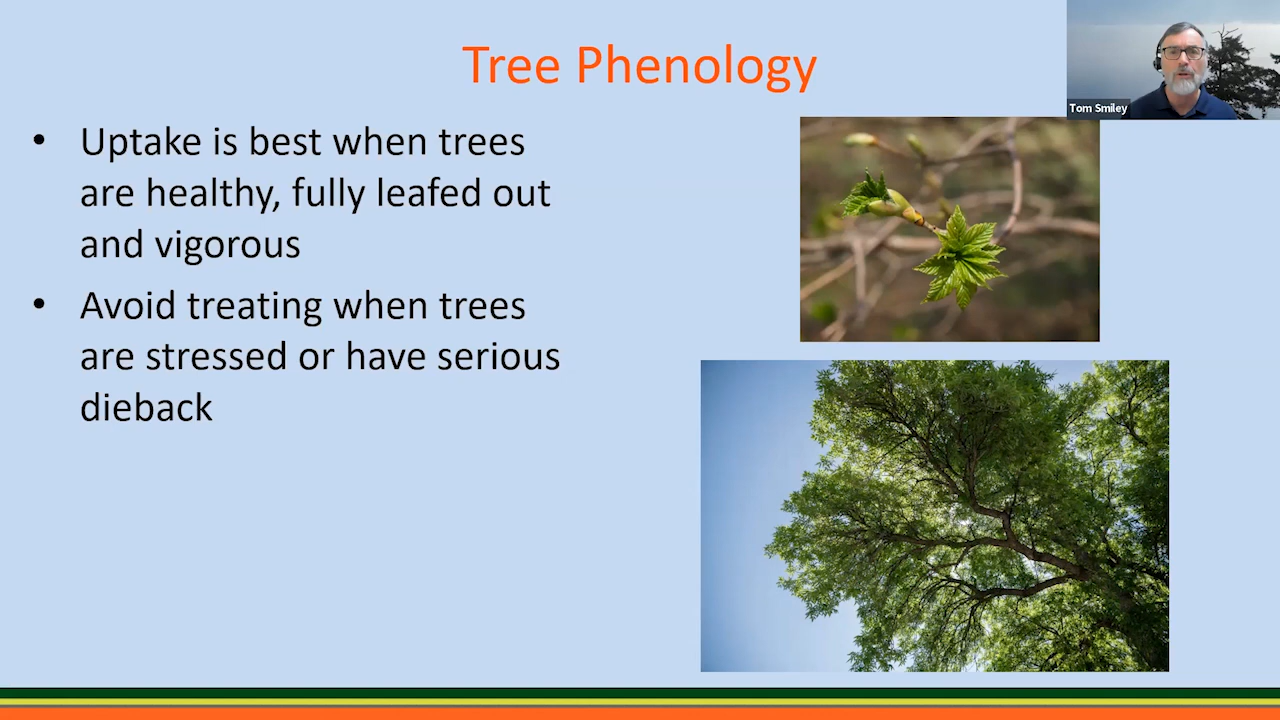 Tree Phenology
Tom Smiley
• Uptake is best when trees
are healthy, fully leafed out
and vigorous
• Avoid treating when trees
are stressed or have serious
dieback